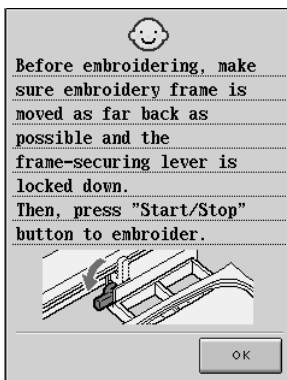 Before embroidering, make
sure embroidery frame is
moved as far back as
possible and the
frame-securing lever is
locked down.
Then, press "Start/Stop"
button to embroider.
OK